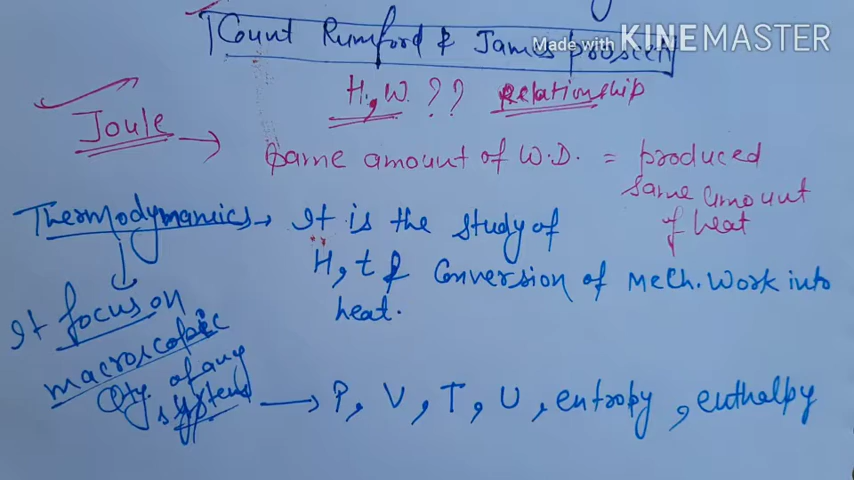 Count Rumford & James
Made with KINEMASTER
H, W. ?? Relationship
Joule → same amount of W.D. = produced
same amount
of heat
Thermodynamics → It is the study of
H, t & Conversion of Mech. Work into
heat.
It focus on
macroscopic
Qty. of any
system → P, V, T, U, entropy, enthalpy